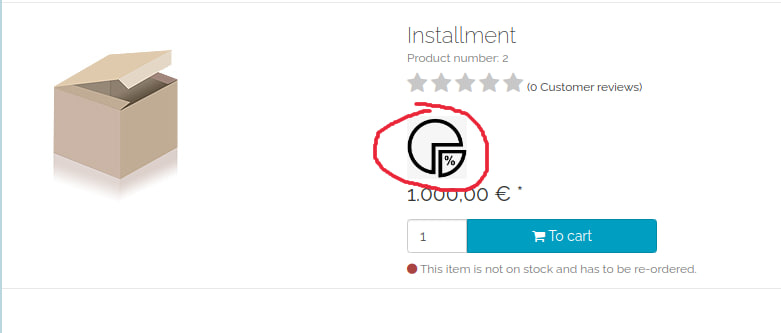 Installment
Product number: 2
(0 Customer reviews)
%
1.000,00 € *
1 To cart
This item is not on stock and has to be re-ordered.